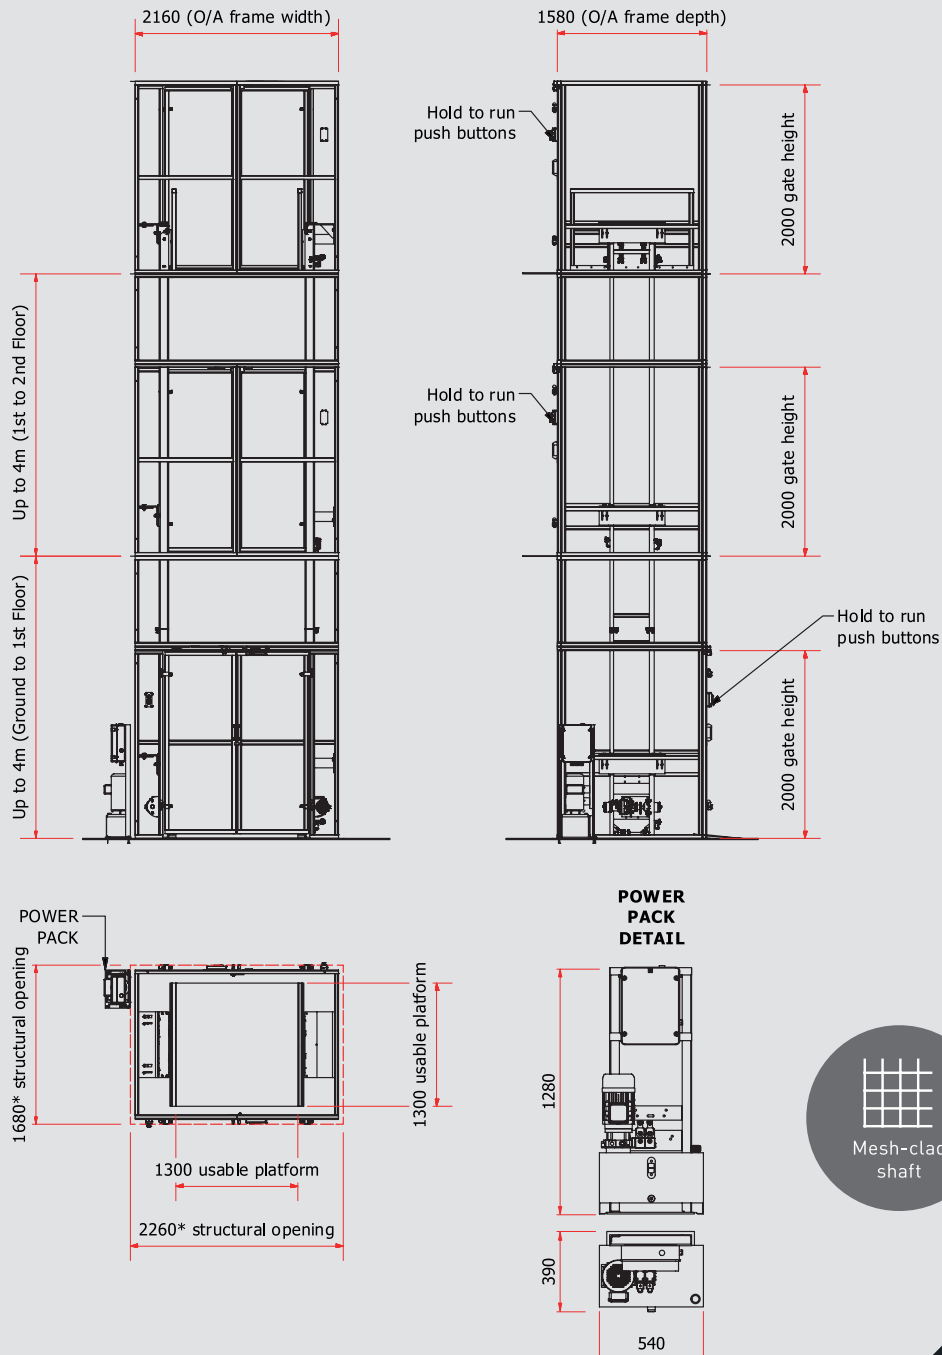 2160 (O/A frame width)
1580 (O/A frame depth)
Hold to run
push buttons
2000 gate height
Up to 4m (1st to 2nd Floor)
Hold to run
push buttons
2000 gate height
Up to 4m (Ground to 1st Floor)
Hold to run
push buttons
2000 gate height
POWER
PACK
1680* structural opening
1300 usable platform
1300 usable platform
2260* structural opening
POWER
PACK
DETAIL
1280
390
540
Mesh-clad
shaft